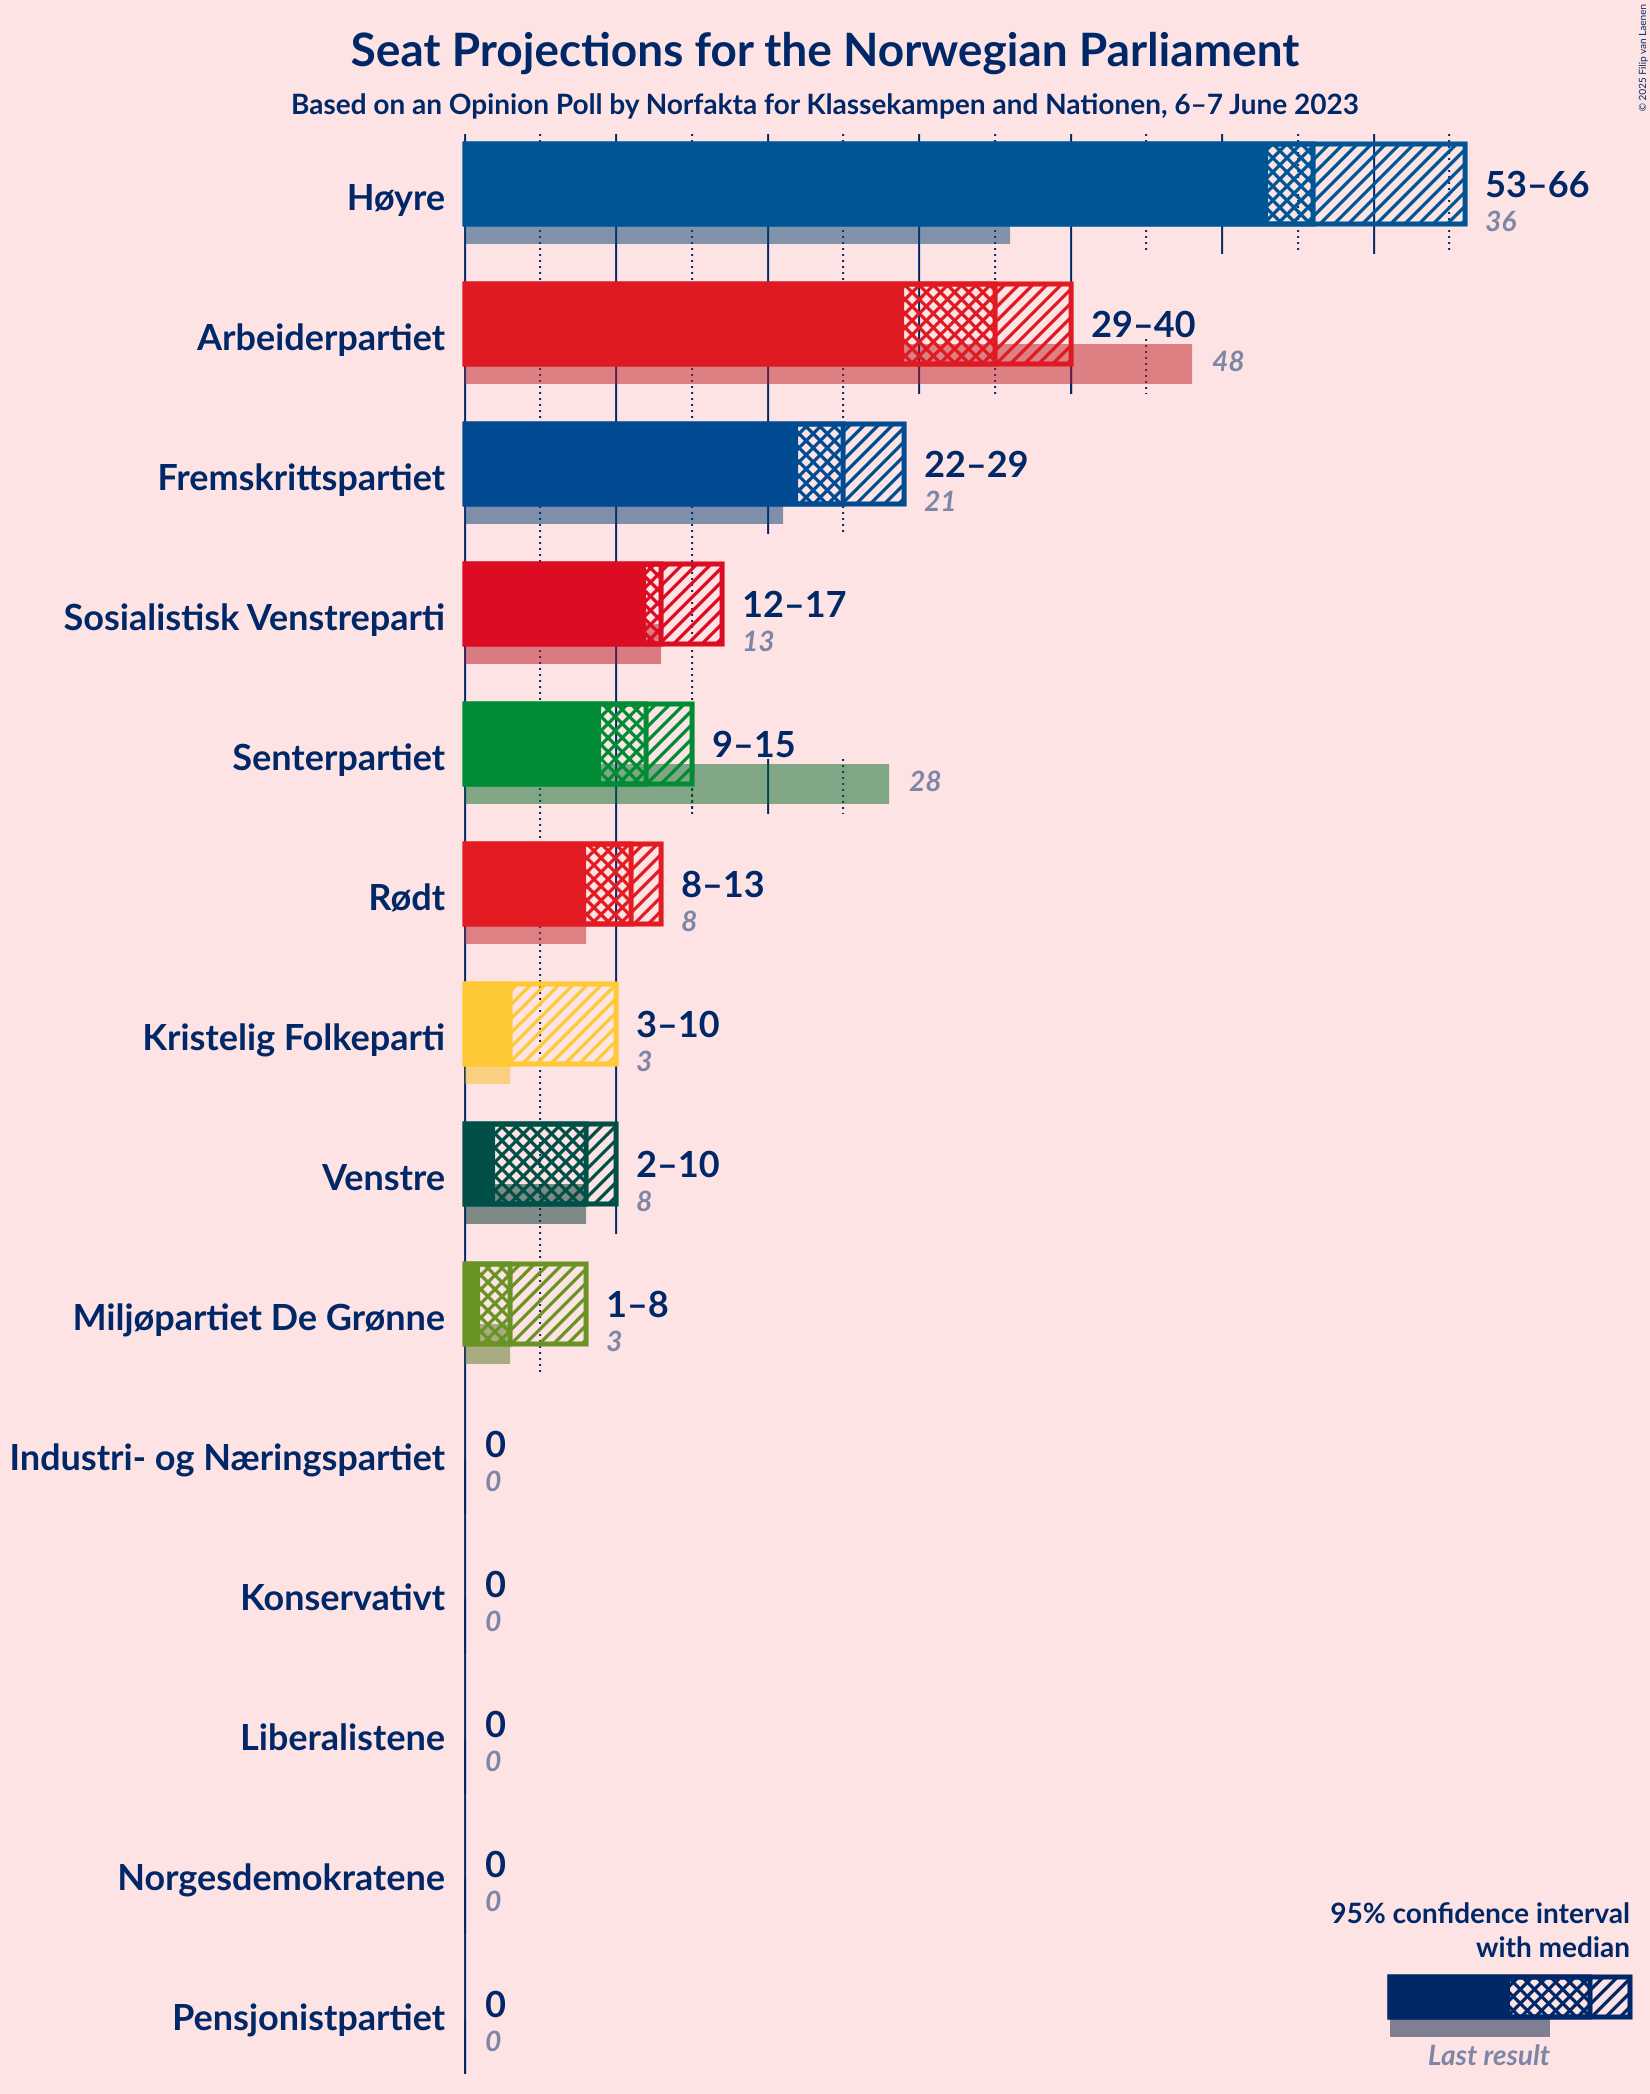 Seat Projections for the Norwegian Parliament
Based on an Opinion Poll by Norfakta for Klassekampen and Nationen, 6–7 June 2023
© 2025 Filip van Laenen
Høyre
53–66
36
Arbeiderpartiet
29–40
48
Fremskrittspartiet
22–29
21
Sosialistisk Venstreparti
12–17
13
Senterpartiet
9–15
28
Rødt
8–13
8
Kristelig Folkeparti
3–10
3
Venstre
2–10
8
Miljøpartiet De Grønne
1–8
3
Industri- og Næringspartiet
0
0
Konservativt
0
0
Liberalistene
0
0
Norgesdemokratene
0
0
Pensjonistpartiet
0
0
95% confidence interval
with median
Last result